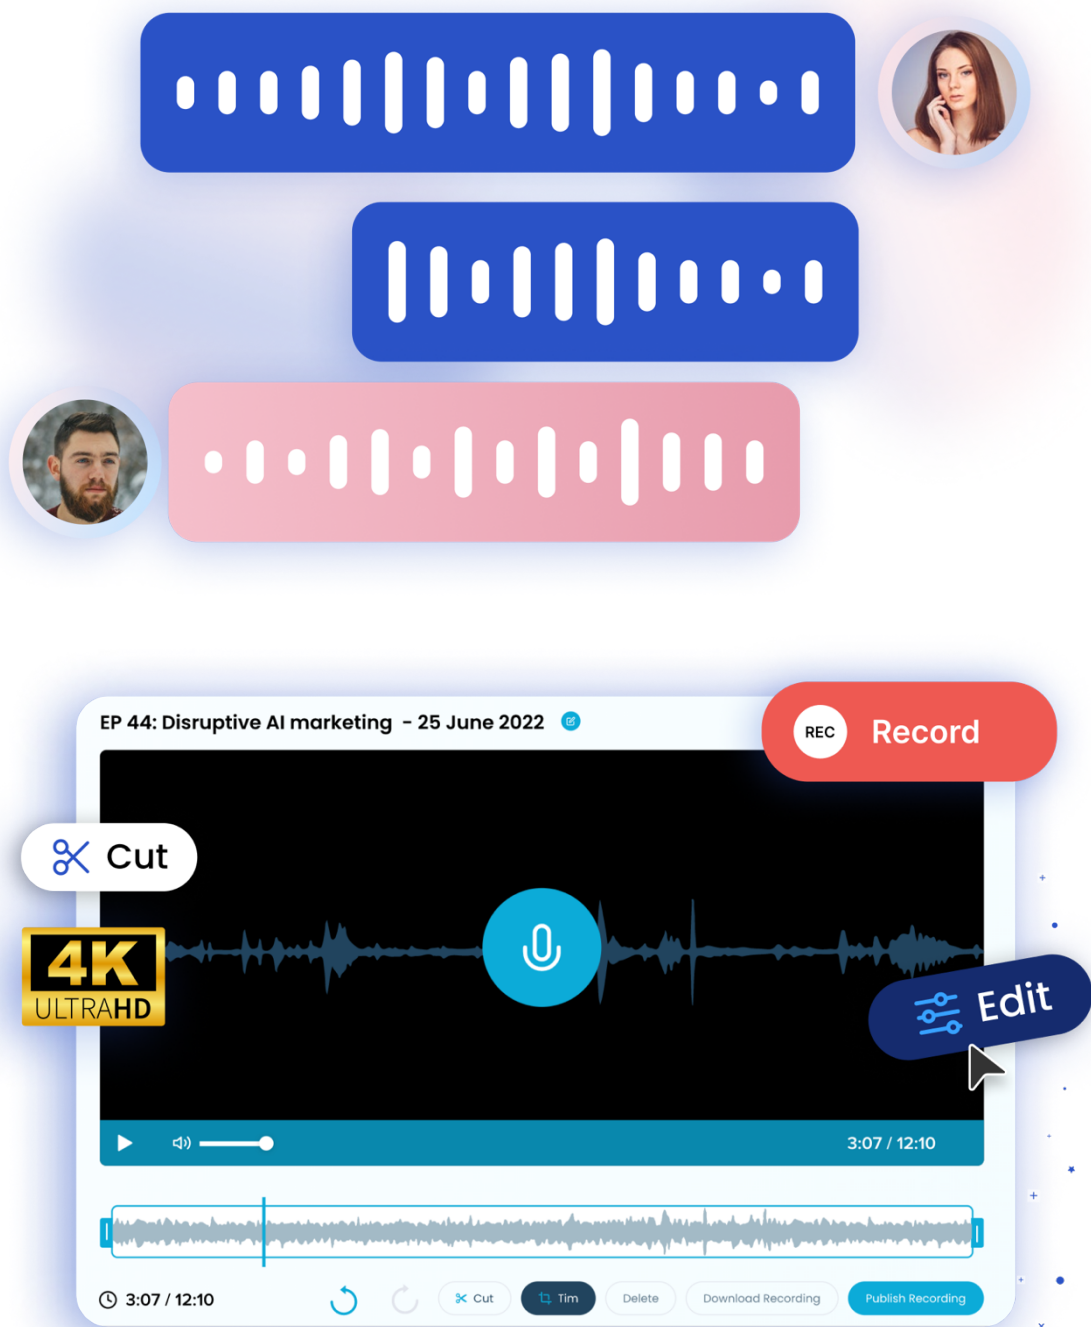 EP 44: Disruptive AI marketing - 25 June 2022
REC Record
Cut
4K
ULTRAHD
Edit
3:07 / 12:10
3:07 / 12:10
Cut
Tim
Delete
Download Recording
Publish Recording